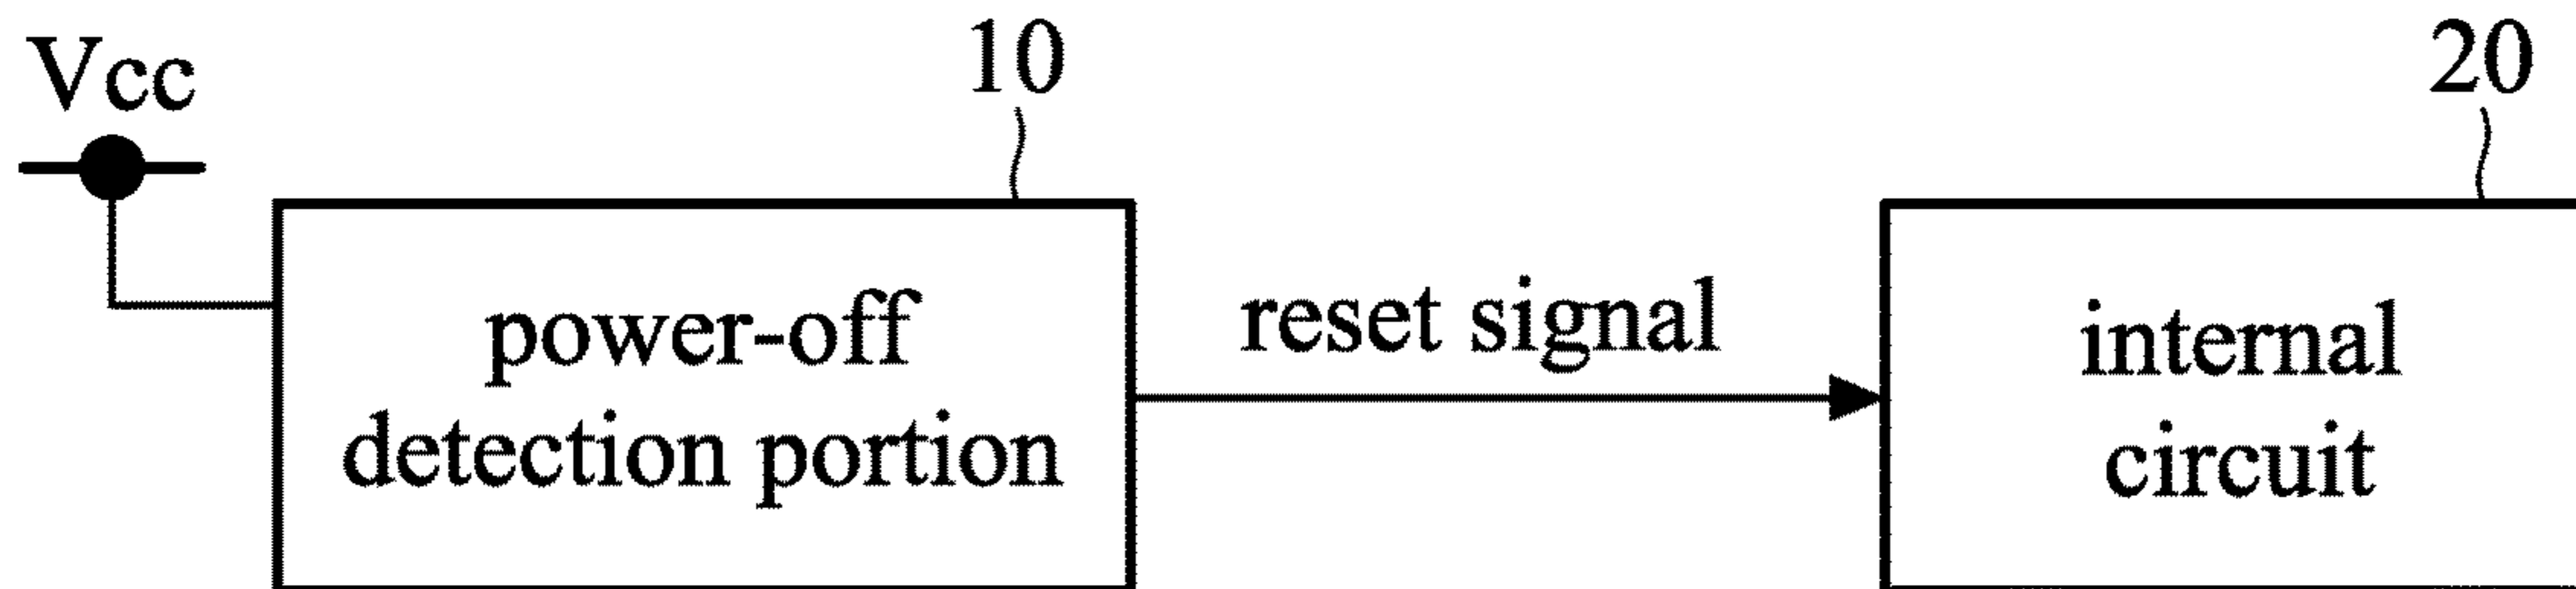 Vcc
10
20
power-off
detection portion
reset signal
internal
circuit